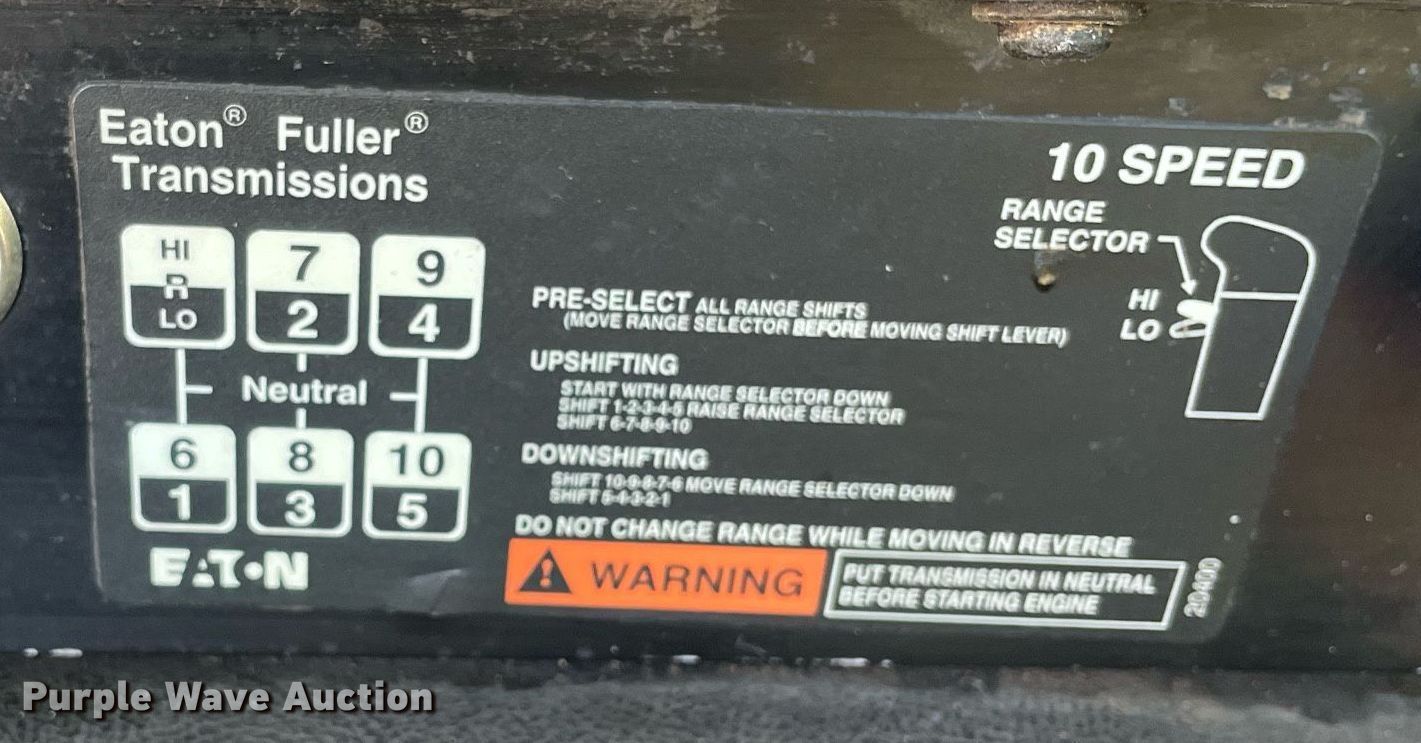 Eaton® Fuller®
Transmissions
10 SPEED
RANGE
SELECTOR
HI
LO
HI
R
LO
7
2
9
4
Neutral
6
1
8
3
10
5
EATON
PRE-SELECT ALL RANGE SHIFTS
(MOVE RANGE SELECTOR BEFORE MOVING SHIFT LEVER)
UPSHIFTING
START WITH RANGE SELECTOR DOWN
SHIFT 1-2-3-4-5 RAISE RANGE SELECTOR
SHIFT 6-7-8-9-10
DOWNSHIFTING
SHIFT 10-9-8-7-6 MOVE RANGE SELECTOR DOWN
SHIFT 5-4-3-2-1
DO NOT CHANGE RANGE WHILE MOVING IN REVERSE
WARNING
PUT TRANSMISSION IN NEUTRAL
BEFORE STARTING ENGINE
Purple Wave Auction